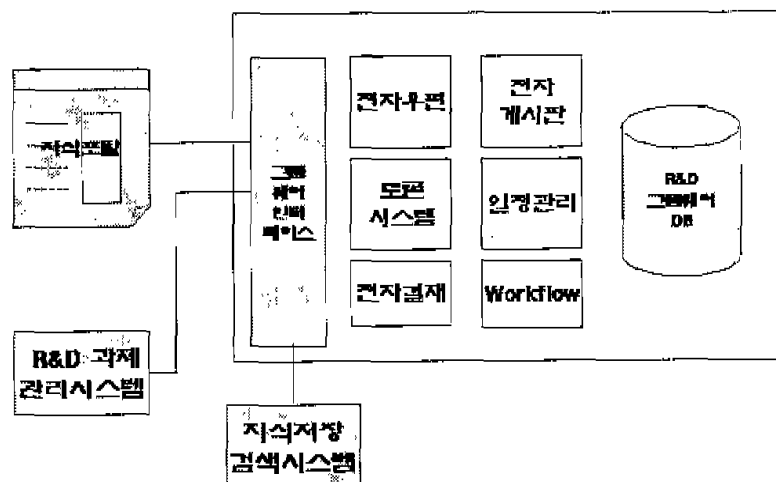 지식포탈
그룹
웨어
인터
페이스
전자우편
전자
게시판
토론
시스템
일정관리
전자결재
Workflow
R&D
그룹웨어
DB
R&D 과제
관리시스템
지식저장
검색시스템